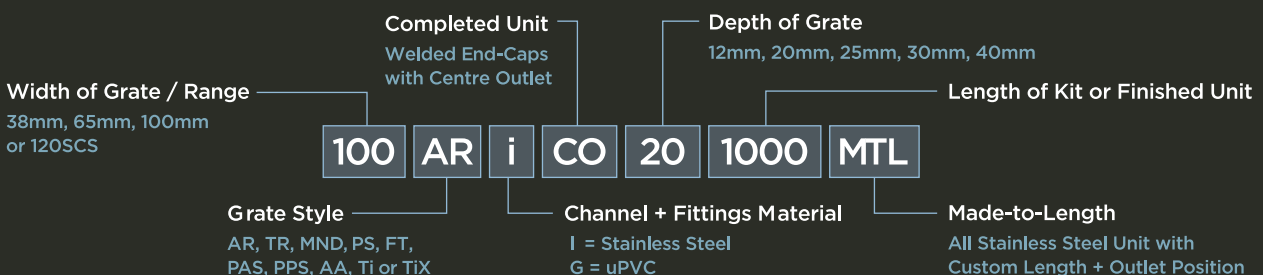 Completed Unit
Welded End-Caps
with Centre Outlet
Depth of Grate
12mm, 20mm, 25mm, 30mm, 40mm
Width of Grate / Range
38mm, 65mm, 100mm
or 120SCS
Length of Kit or Finished Unit
100 AR i CO 20 1000 MTL
Grate Style
AR, TR, MND, PS, FT,
PAS, PPS, AA, Ti or TiX
Channel + Fittings Material
I = Stainless Steel
G = uPVC
Made-to-Length
All Stainless Steel Unit with
Custom Length + Outlet Position